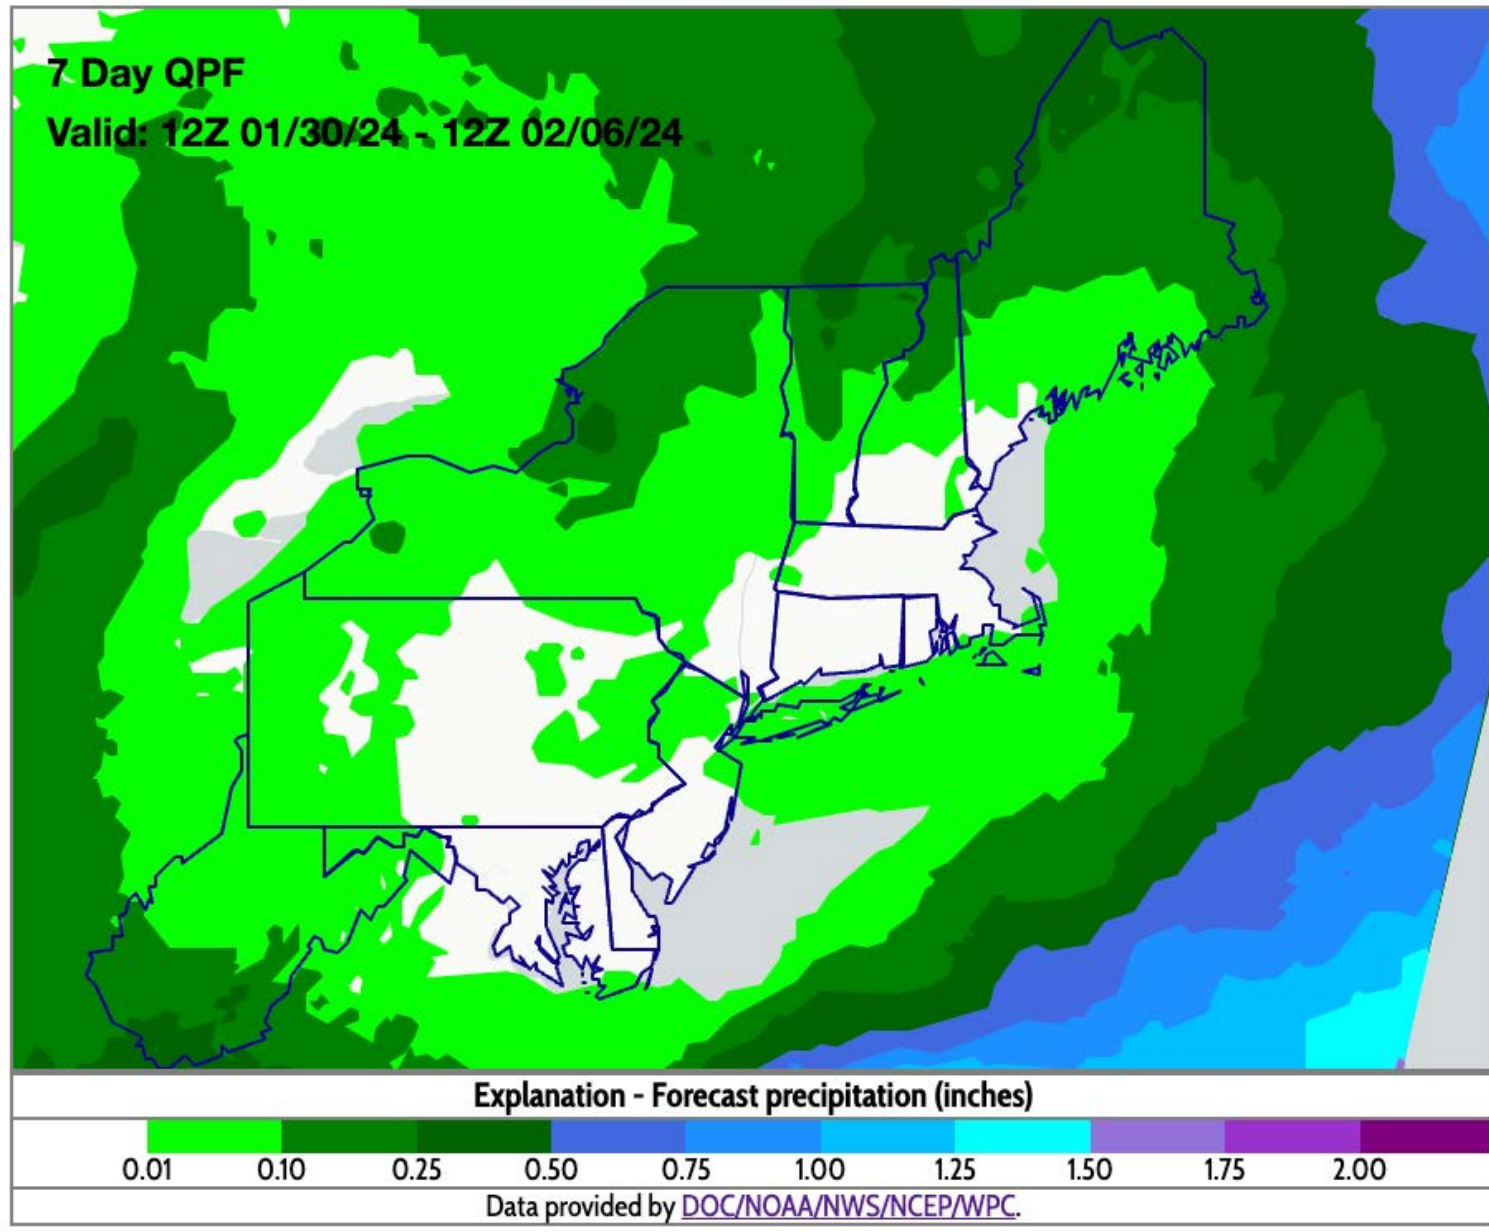 7 Day QPF
Valid: 12Z 01/30/24 - 12Z 02/06/24
Explanation - Forecast precipitation (inches)
0.01 0.10 0.25 0.50 0.75 1.00 1.25 1.50 1.75 2.00
Data provided by DOC/NOAA/NWS/NCEP/WPC.